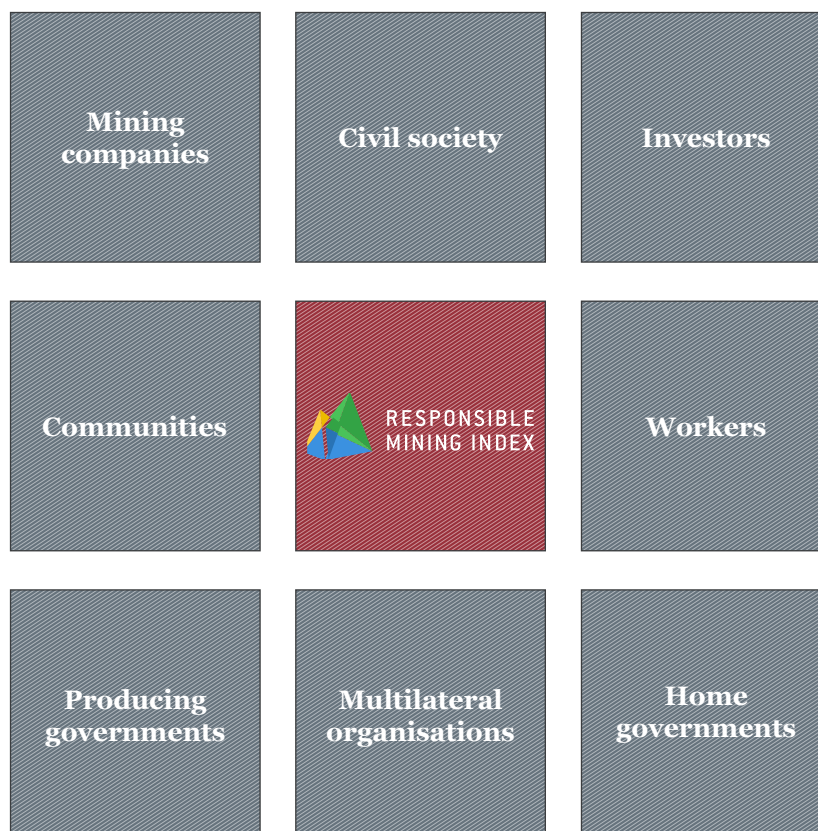 Mining
companies
Civil society
Investors
Communities
RESPONSIBLE
MINING INDEX
Workers
Producing
governments
Multilateral
organisations
Home
governments